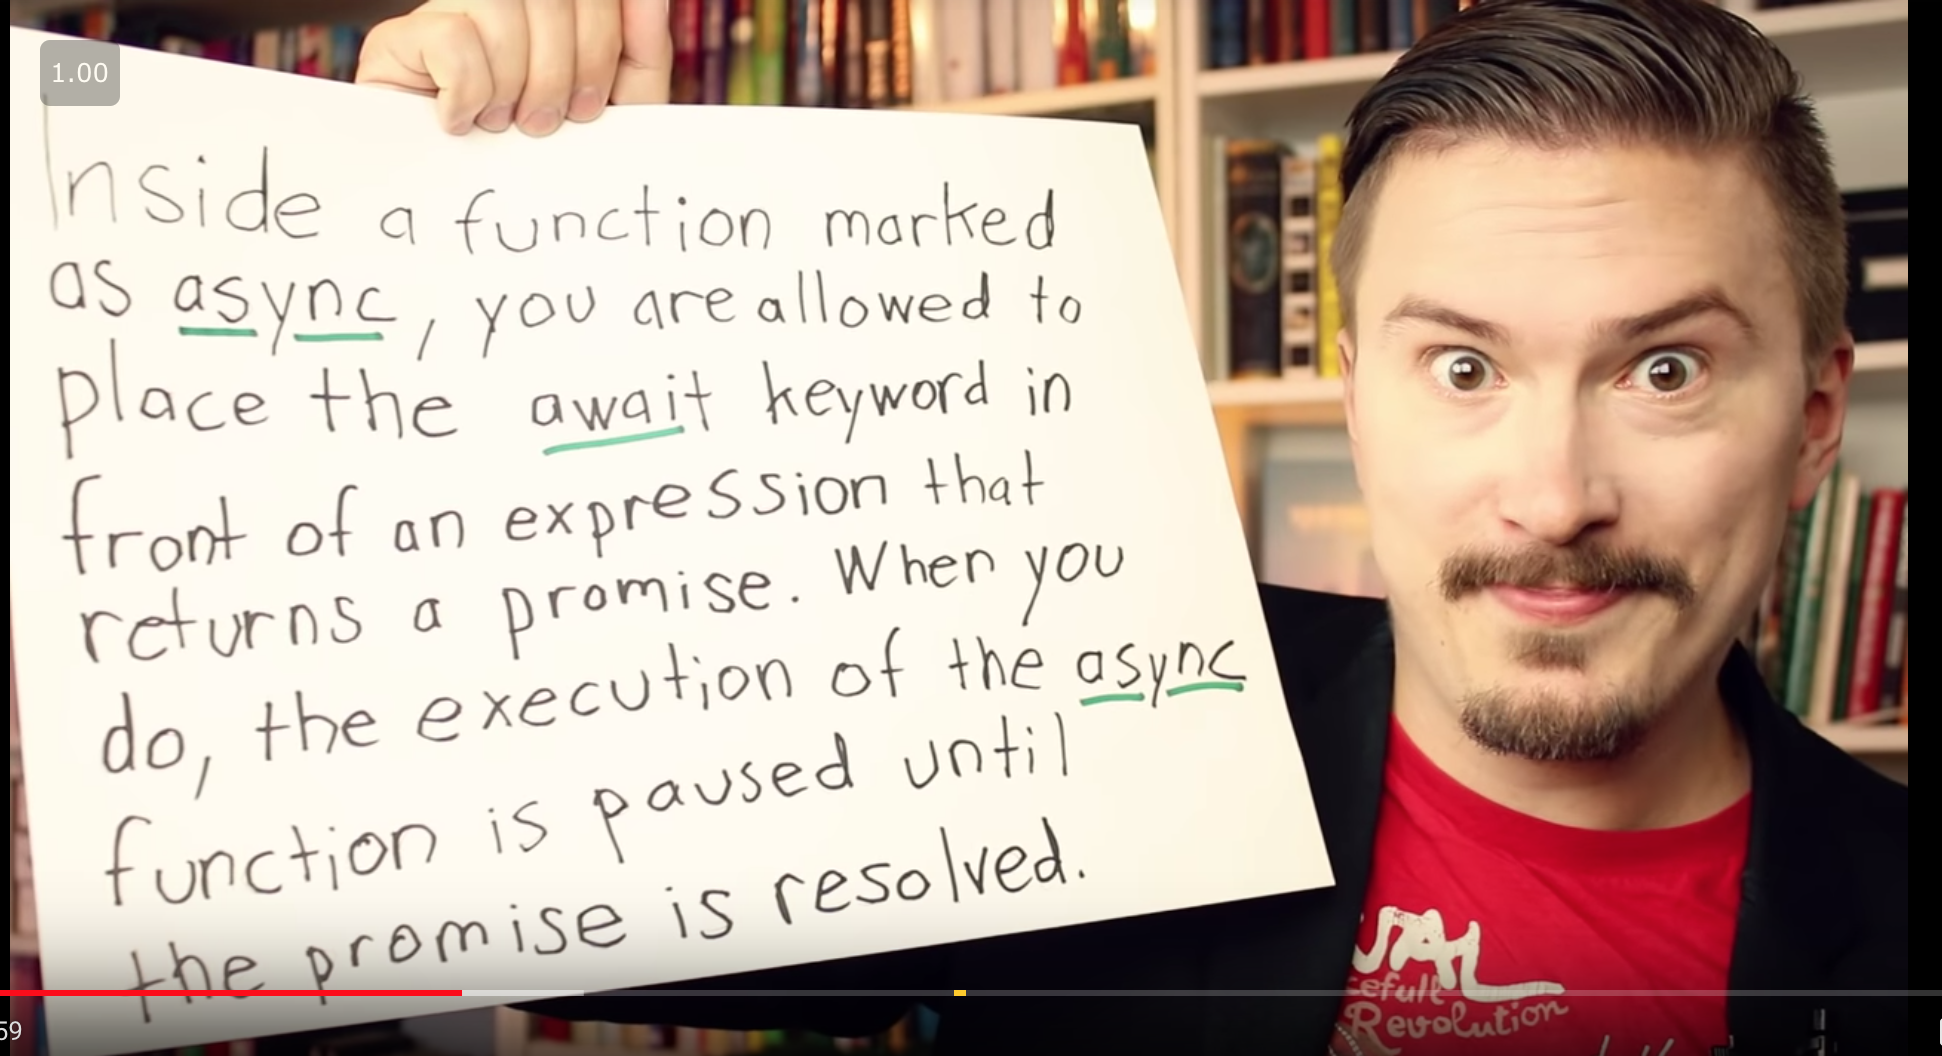 1.00
Inside a function marked
as async, you are allowed to
place the await keyword in
front of an expression that
returns a promise. When you
do, the execution of the async
function is paused until
the promise is resolved.
efull
Revolution
59